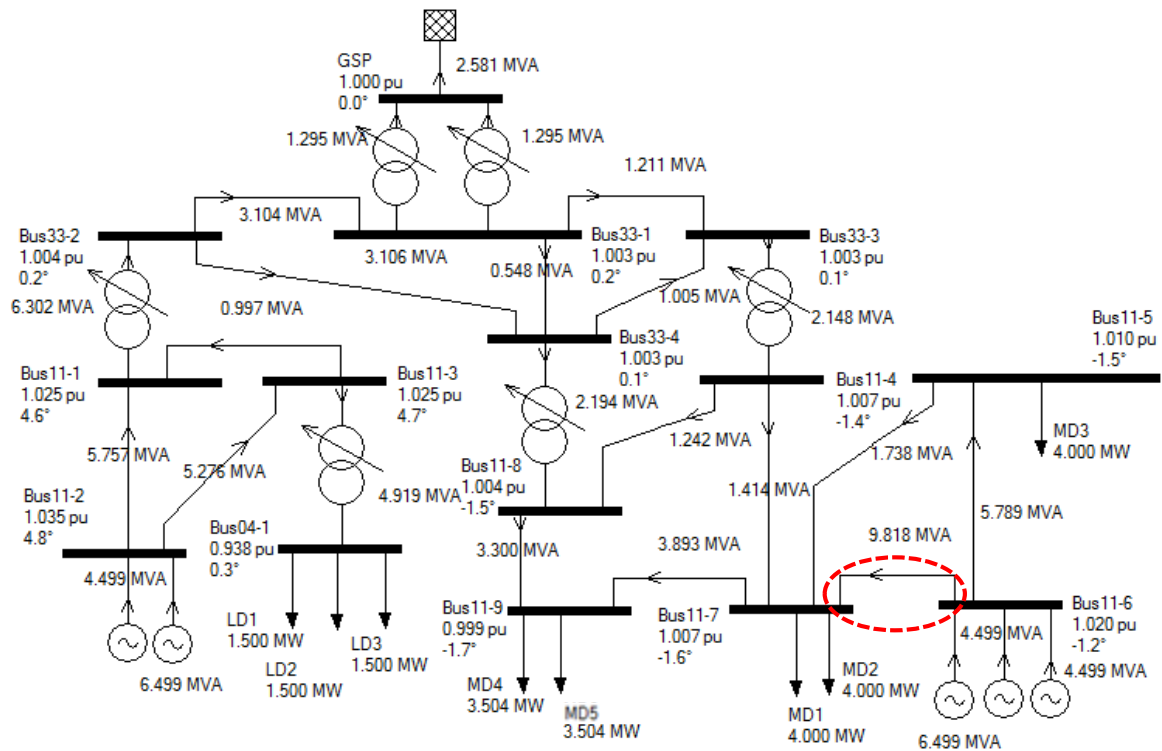 GSP
1.000 pu
0.0°
2.581 MVA
1.295 MVA
1.295 MVA
1.211 MVA
3.104 MVA
Bus33-2
1.004 pu
0.2°
6.302 MVA
3.106 MVA
0.548 MVA
Bus33-1
1.003 pu
0.2°
Bus33-3
1.003 pu
0.1°
0.997 MVA
1.005 MVA
2.148 MVA
Bus33-4
1.003 pu
0.1°
Bus11-5
1.010 pu
-1.5°
Bus11-1
1.025 pu
4.6°
Bus11-3
1.025 pu
4.7°
2.194 MVA
Bus11-4
1.007 pu
-1.4°
MD3
4.000 MW
5.757 MVA
5.276 MVA
4.919 MVA
Bus11-8
1.004 pu
-1.5°
1.242 MVA
1.738 MVA
1.414 MVA
5.789 MVA
Bus11-2
1.035 pu
4.8°
Bus04-1
0.938 pu
0.3°
3.300 MVA
3.893 MVA
9.818 MVA
4.499 MVA
6.499 MVA
LD1
1.500 MW
LD2
1.500 MW
LD3
1.500 MW
Bus11-9
0.999 pu
-1.7°
MD4
3.504 MW
MD5
3.504 MW
Bus11-7
1.007 pu
-1.6°
MD1
4.000 MW
MD2
4.000 MW
Bus11-6
1.020 pu
-1.2°
4.499 MVA
4.499 MVA
6.499 MVA